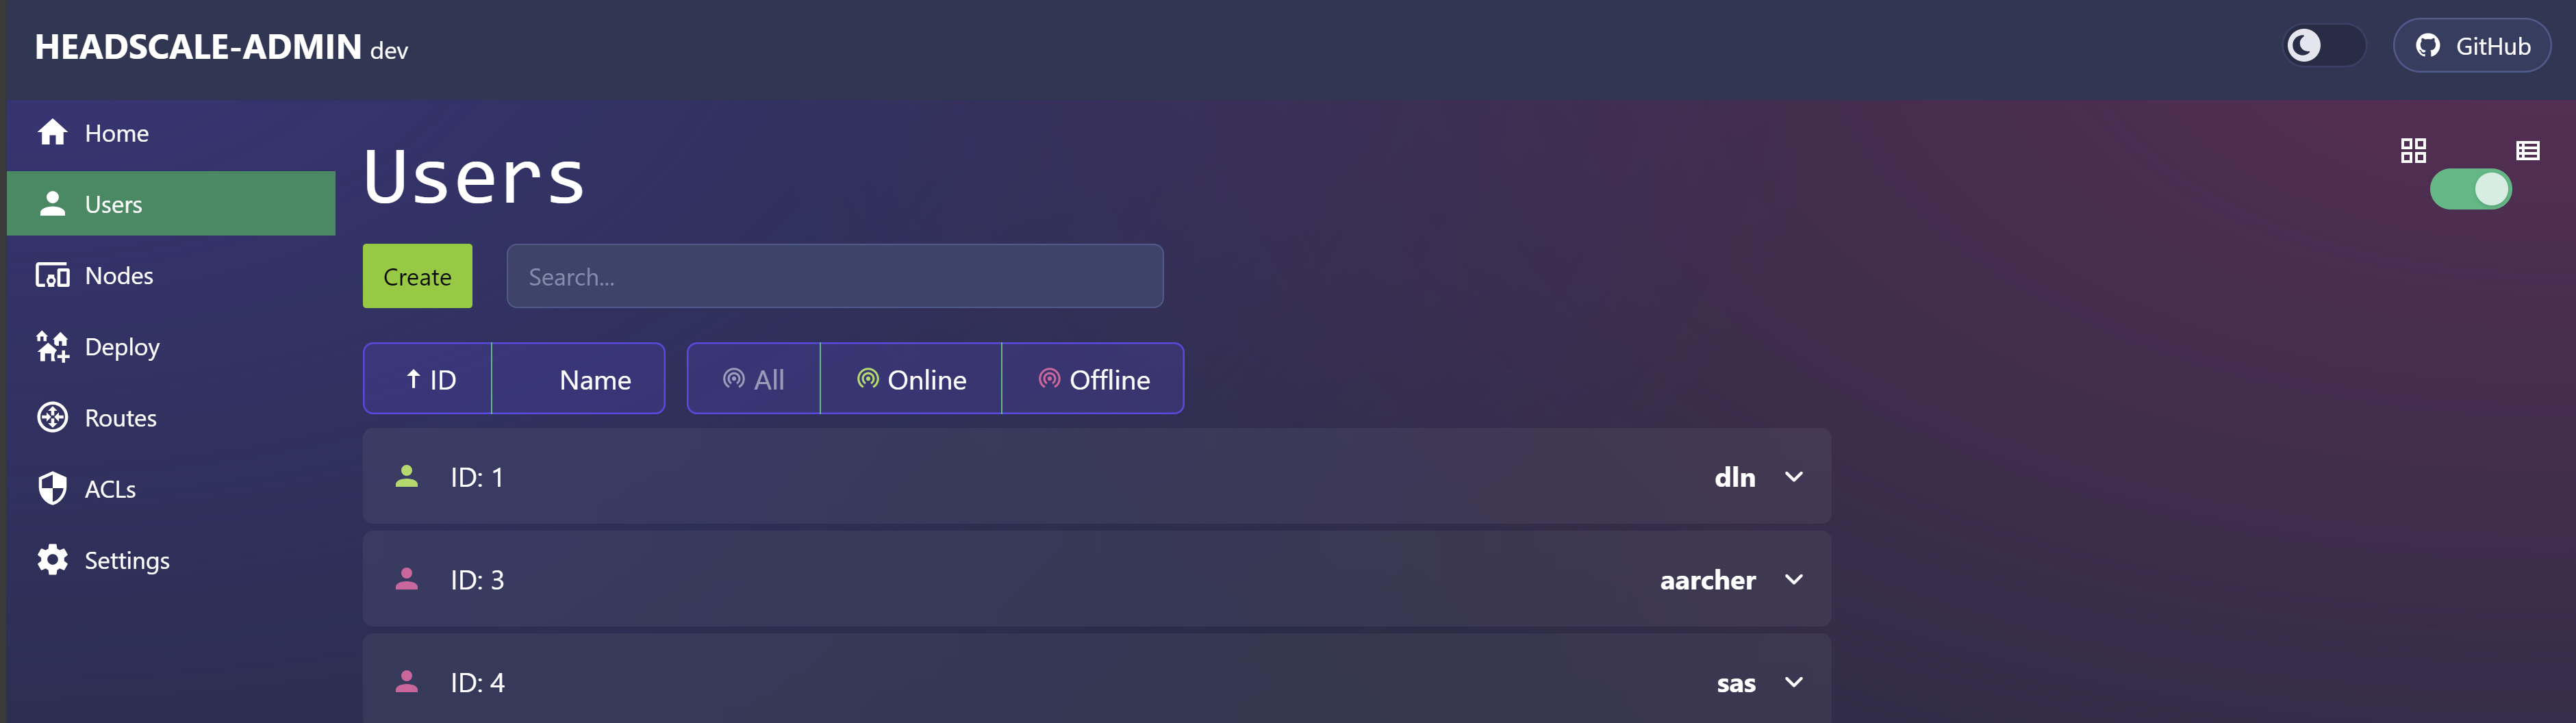 HEADSCALE-ADMIN dev
GitHub
Home
Users
Nodes
Deploy
Routes
ACLs
Settings
Users
Create
Search...
ID
Name
All
Online
Offline
ID: 1
dln
ID: 3
aarcher
ID: 4
sas